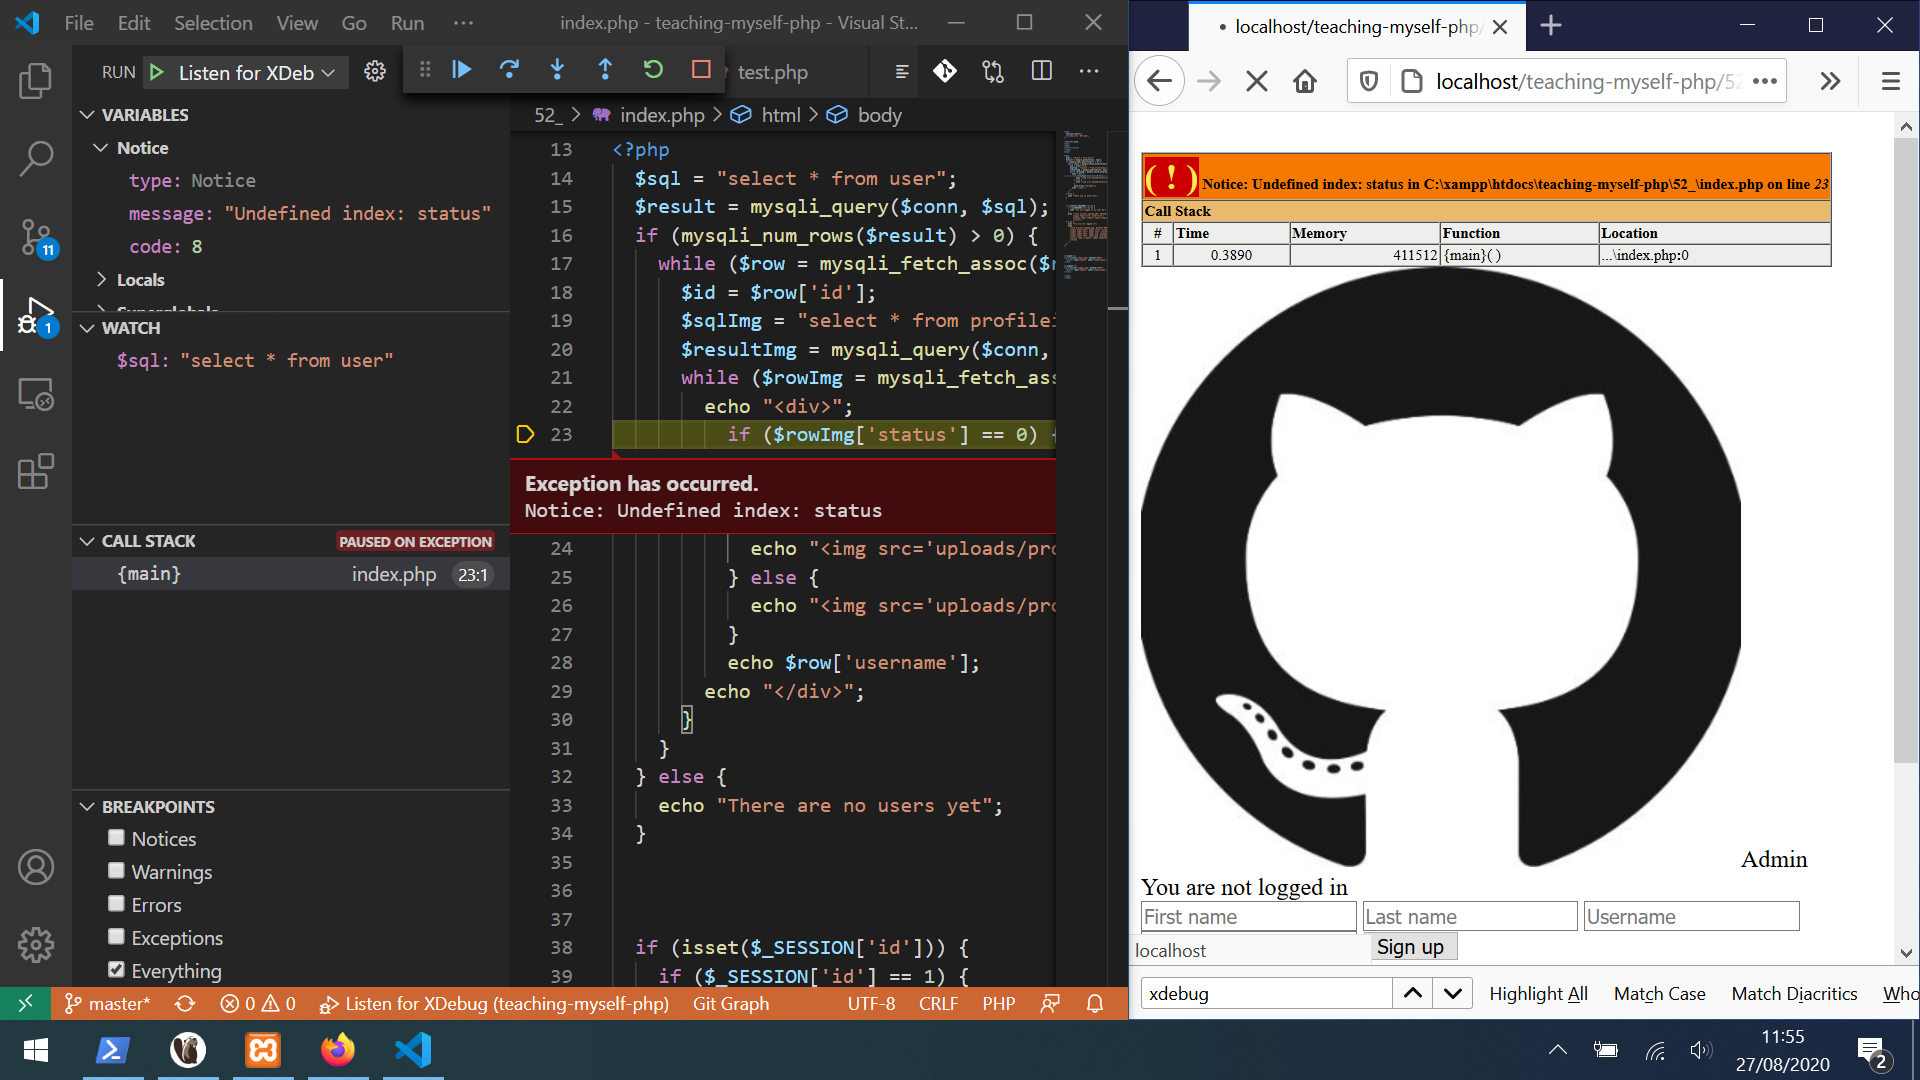 File Edit Selection View Go Run ··· index.php - teaching-myself-php - Visual St...
RUN Listen for XDeb
test.php
VARIABLES
Notice
type: Notice
message: "Undefined index: status"
code: 8
Locals
WATCH
$sql: "select * from user"
CALL STACK PAUSED ON EXCEPTION
{main} index.php 23:1
BREAKPOINTS
Notices
Warnings
Errors
Exceptions
Everything
11
1
52_ > index.php > html > body
13 <?php
14 $sql = "select * from user";
15 $result = mysqli_query($conn, $sql);
16 if (mysqli_num_rows($result) > 0) {
17 while ($row = mysqli_fetch_assoc($r
18 $id = $row['id'];
19 $sqlImg = "select * from profilei
20 $resultImg = mysqli_query($conn,
21 while ($rowImg = mysqli_fetch_ass
22 echo "<div>";
23 if ($rowImg['status'] == 0) {
Exception has occurred.
Notice: Undefined index: status
24 echo "<img src='uploads/pro
25 } else {
26 echo "<img src='uploads/pro
27 }
28 echo $row['username'];
29 echo "</div>";
30 }
31 }
32 } else {
33 echo "There are no users yet";
34 }
35
36
37
38 if (isset($_SESSION['id'])) {
39 if ($_SESSION['id'] == 1) {
master* 0 0 Listen for XDebug (teaching-myself-php) Git Graph UTF-8 CRLF PHP
• localhost/teaching-myself-php/
localhost/teaching-myself-php/52 •••
( ! ) Notice: Undefined index: status in C:\xampp\htdocs\teaching-myself-php\52_\index.php on line 23
Call Stack
# Time Memory Function Location
1 0.3890 411512 {main}( ) ...\index.php:0
Admin
You are not logged in
First name Last name Username
Sign up
localhost
xdebug Highlight All Match Case Match Diacritics Who
11:55
27/08/2020
2